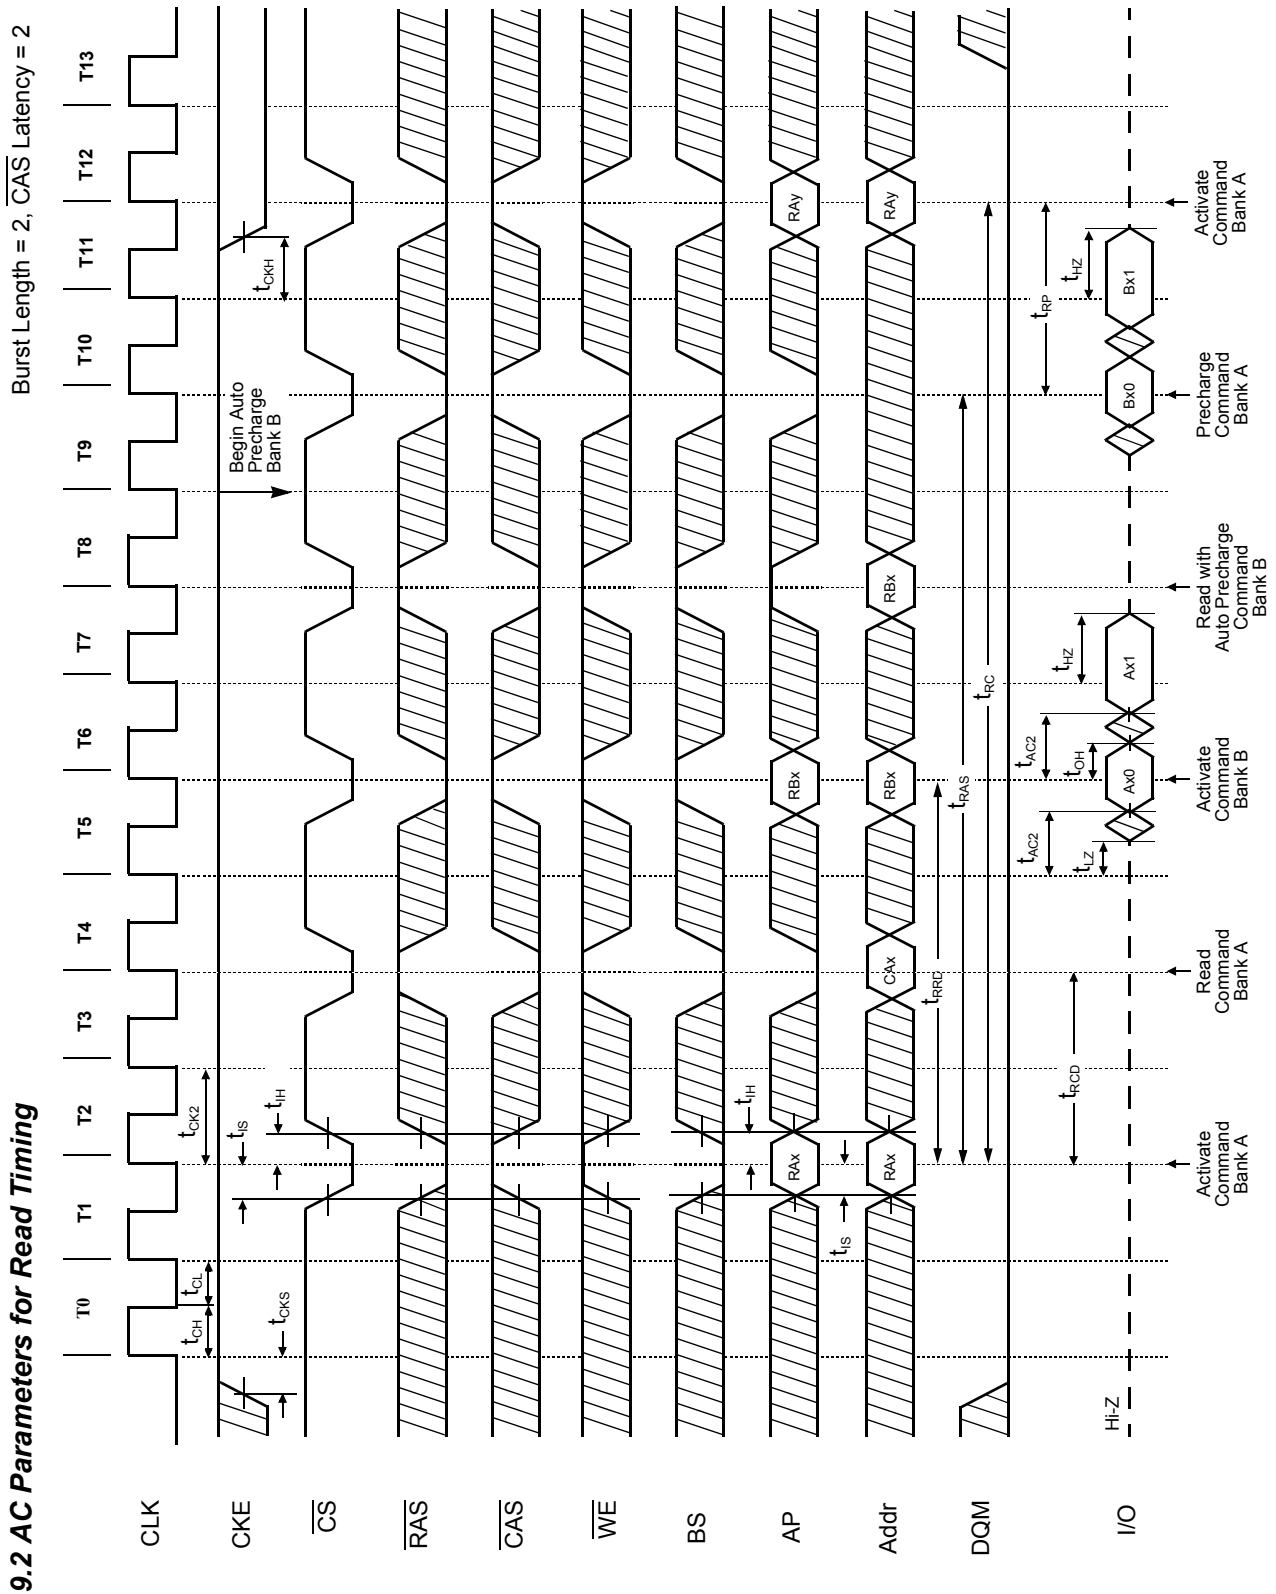 9.2 AC Parameters for Read Timing
Burst Length = 2, CAS Latency = 2
T0 T1 T2 T3 T4 T5 T6 T7 T8 T9 T10 T11 T12 T13
CLK
tCH tCL tCK2
CKE
tCKS tIS tIH tCKH
Begin Auto
Precharge
Bank B
CS
RAS
CAS
WE
BS
tIH
AP
RAx RBx RAy
tIS
Addr
RAx CAx RBx RBx RAy
tRRD
tRAS
tRC
DQM
tRCD tRP
tAC2 tAC2
tLZ tOH tHZ tHZ
Hi-Z
I/O
Ax0 Ax1 Bx0 Bx1
Activate
Command
Bank A
Read
Command
Bank A
Activate
Command
Bank B
Read with
Auto Precharge
Command
Bank B
Precharge
Command
Bank A
Activate
Command
Bank A